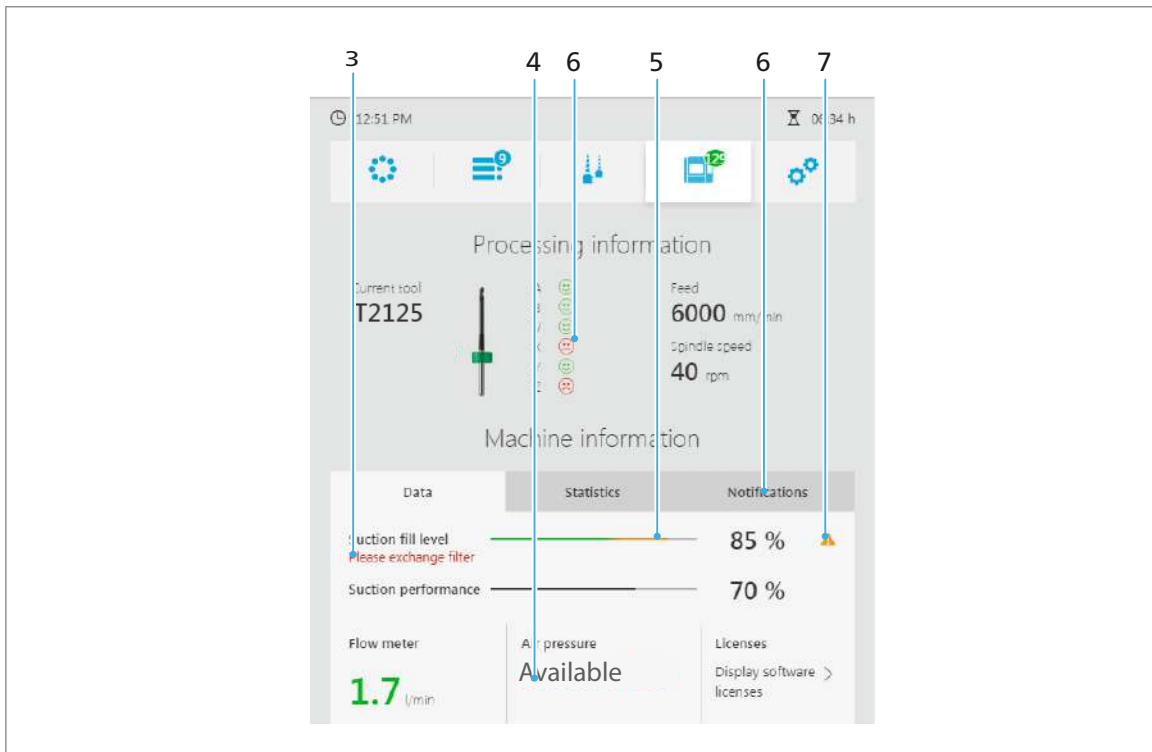 3 4 6 5 6 7
12:51 PM 06:34 h
9 129
Processing information
Current tool
T2125
A
B
V
X
Y
Z
Feed
6000 mm/min
Spindle speed
40 rpm
Machine information
Data Statistics Notifications
Suction fill level 85 %
Please exchange filter
Suction performance 70 %
Flow meter Air pressure Licenses
1.7 l/min Available Display software
licenses